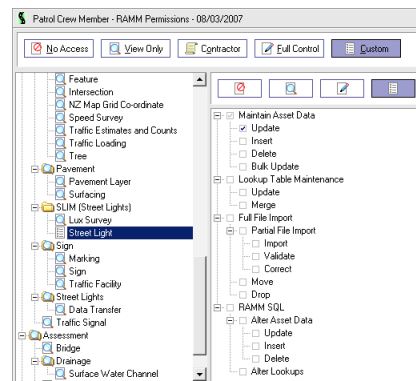 Patrol Crew Member - RAMM Permissions - 08/03/2007
No Access View Only Contractor Full Control Custom
Feature
Intersection
NZ Map Grid Co-ordinate
Speed Survey
Traffic Estimates and Counts
Traffic Loading
Tree
Pavement
Pavement Layer
Surfacing
SLIM (Street Lights)
Lux Survey
Street Light
Sign
Marking
Sign
Traffic Facility
Street Lights
Data Transfer
Traffic Signal
Assessment
Bridge
Drainage
Surface Water Channel
Maintain Asset Data
Update
Insert
Delete
Bulk Update
Lookup Table Maintenance
Update
Merge
Full File Import
Partial File Import
Import
Validate
Correct
Move
Drop
RAMM SQL
Alter Asset Data
Update
Insert
Delete
Alter Lookups